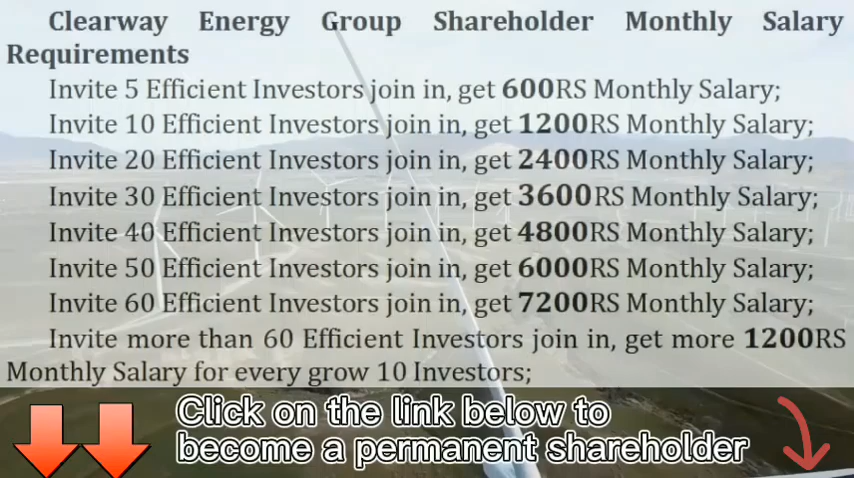 Clearway Energy Group Shareholder Monthly Salary
Requirements
Invite 5 Efficient Investors join in, get 600RS Monthly Salary;
Invite 10 Efficient Investors join in, get 1200RS Monthly Salary;
Invite 20 Efficient Investors join in, get 2400RS Monthly Salary;
Invite 30 Efficient Investors join in, get 3600RS Monthly Salary;
Invite 40 Efficient Investors join in, get 4800RS Monthly Salary;
Invite 50 Efficient Investors join in, get 6000RS Monthly Salary;
Invite 60 Efficient Investors join in, get 7200RS Monthly Salary;
Invite more than 60 Efficient Investors join in, get more 1200RS
Monthly Salary for every grow 10 Investors;
Click on the link below to
become a permanent shareholder